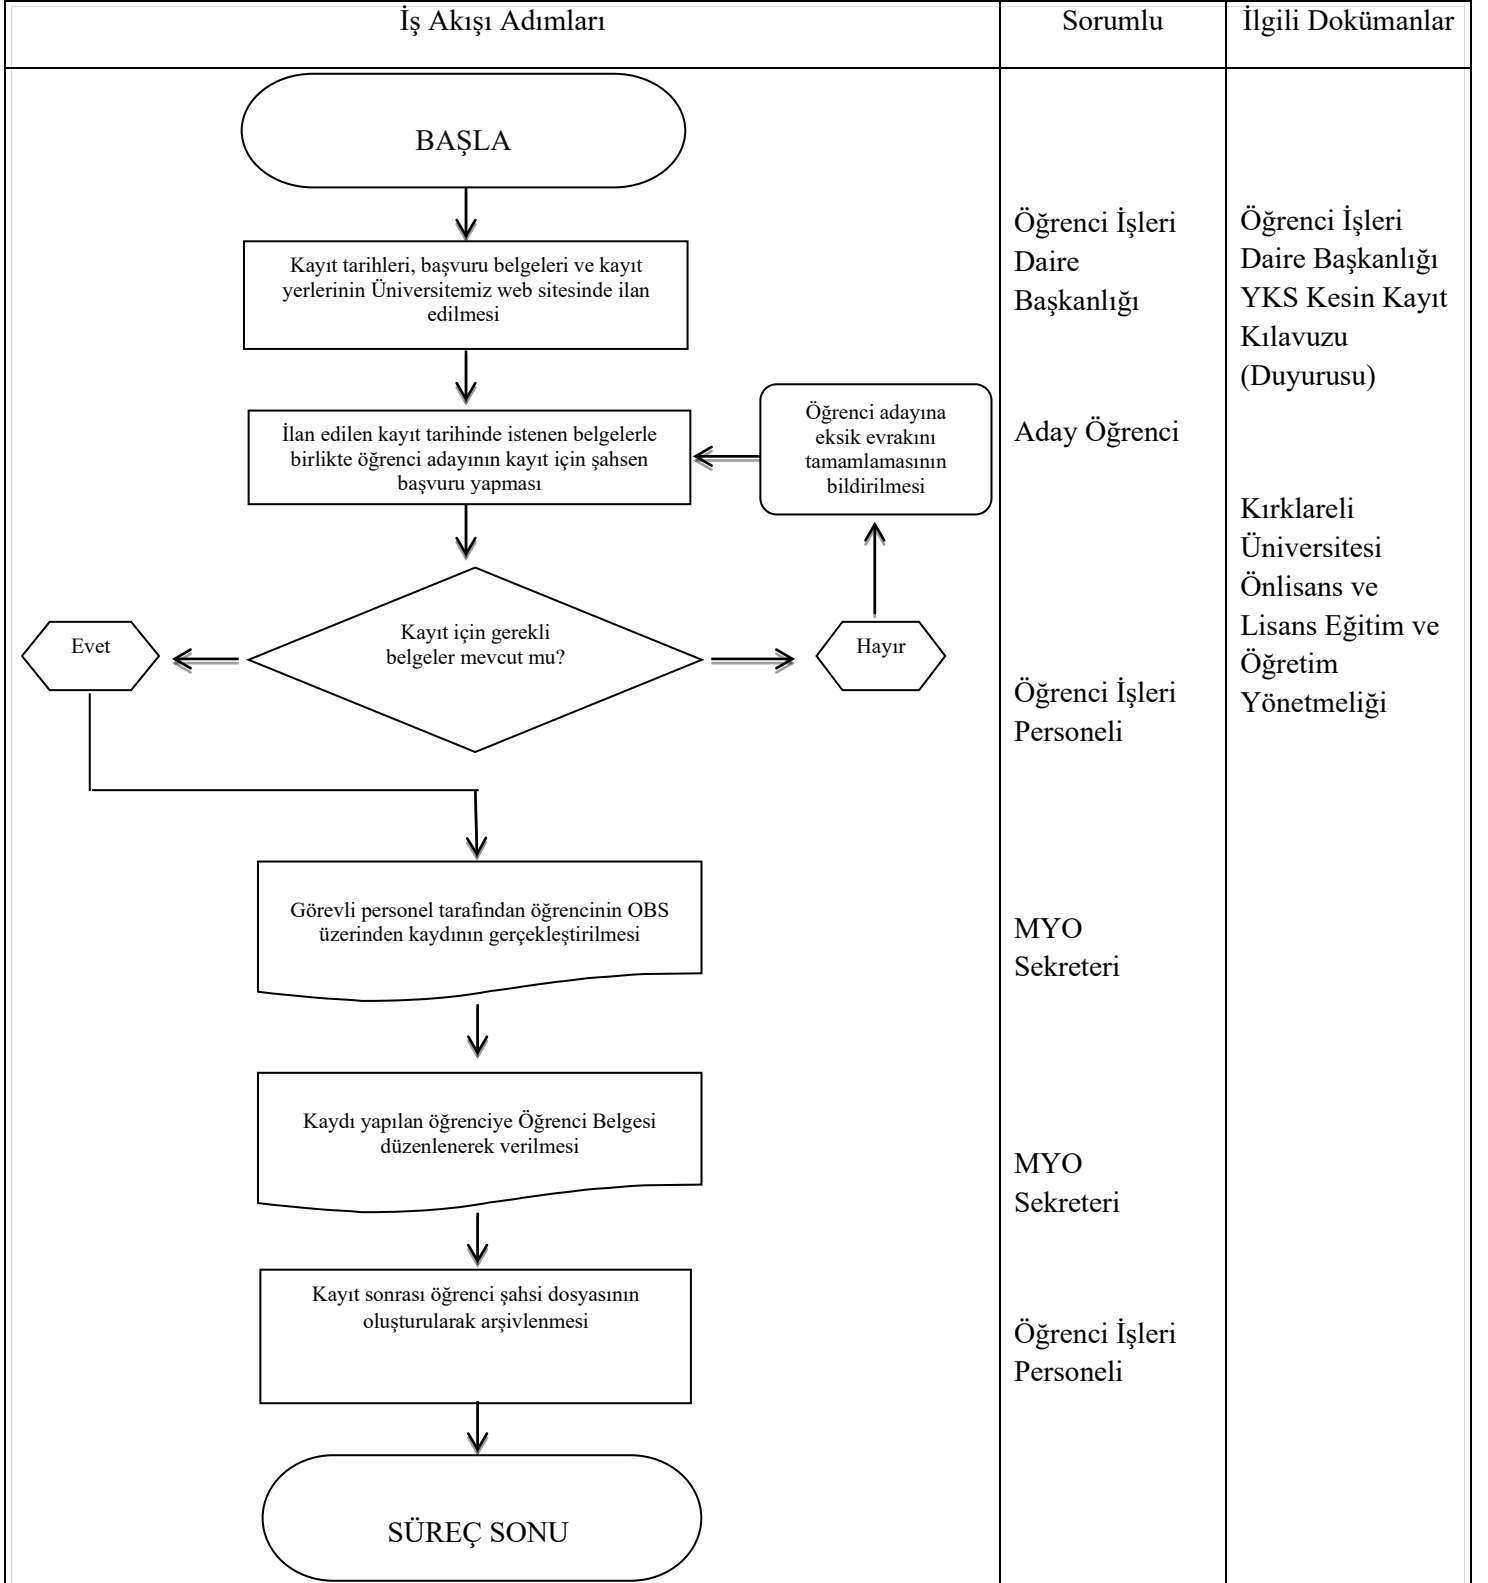 İş Akışı Adımları
Sorumlu
İlgili Dokümanlar
BAŞLA
Kayıt tarihleri, başvuru belgeleri ve kayıt
yerlerinin Üniversitemiz web sitesinde ilan
edilmesi
Öğrenci İşleri
Daire
Başkanlığı
Öğrenci İşleri
Daire Başkanlığı
YKS Kesin Kayıt
Kılavuzu
(Duyurusu)
İlan edilen kayıt tarihinde istenen belgelerle
birlikte öğrenci adayının kayıt için şahsen
başvuru yapması
Öğrenci adayına
eksik evrakını
tamamlamasının
bildirilmesi
Aday Öğrenci
Kırklareli
Üniversitesi
Önlisans ve
Lisans Eğitim ve
Öğretim
Yönetmeliği
Evet
Kayıt için gerekli
belgeler mevcut mu?
Hayır
Öğrenci İşleri
Personeli
Görevli personel tarafından öğrencinin OBS
üzerinden kaydının gerçekleştirilmesi
MYO
Sekreteri
Kaydı yapılan öğrenciye Öğrenci Belgesi
düzenlenerek verilmesi
MYO
Sekreteri
Kayıt sonrası öğrenci şahsi dosyasının
oluşturularak arşivlenmesi
Öğrenci İşleri
Personeli
SÜREÇ SONU